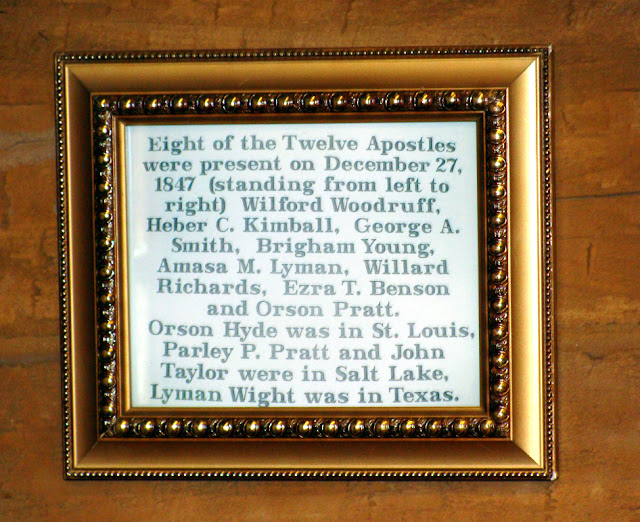 Eight of the Twelve Apostles
were present on December 27,
1847 (standing from left to
right) Wilford Woodruff,
Heber C. Kimball, George A.
Smith, Brigham Young,
Amasa M. Lyman, Willard
Richards, Ezra T. Benson
and Orson Pratt.
Orson Hyde was in St. Louis,
Parley P. Pratt and John
Taylor were in Salt Lake,
Lyman Wight was in Texas.